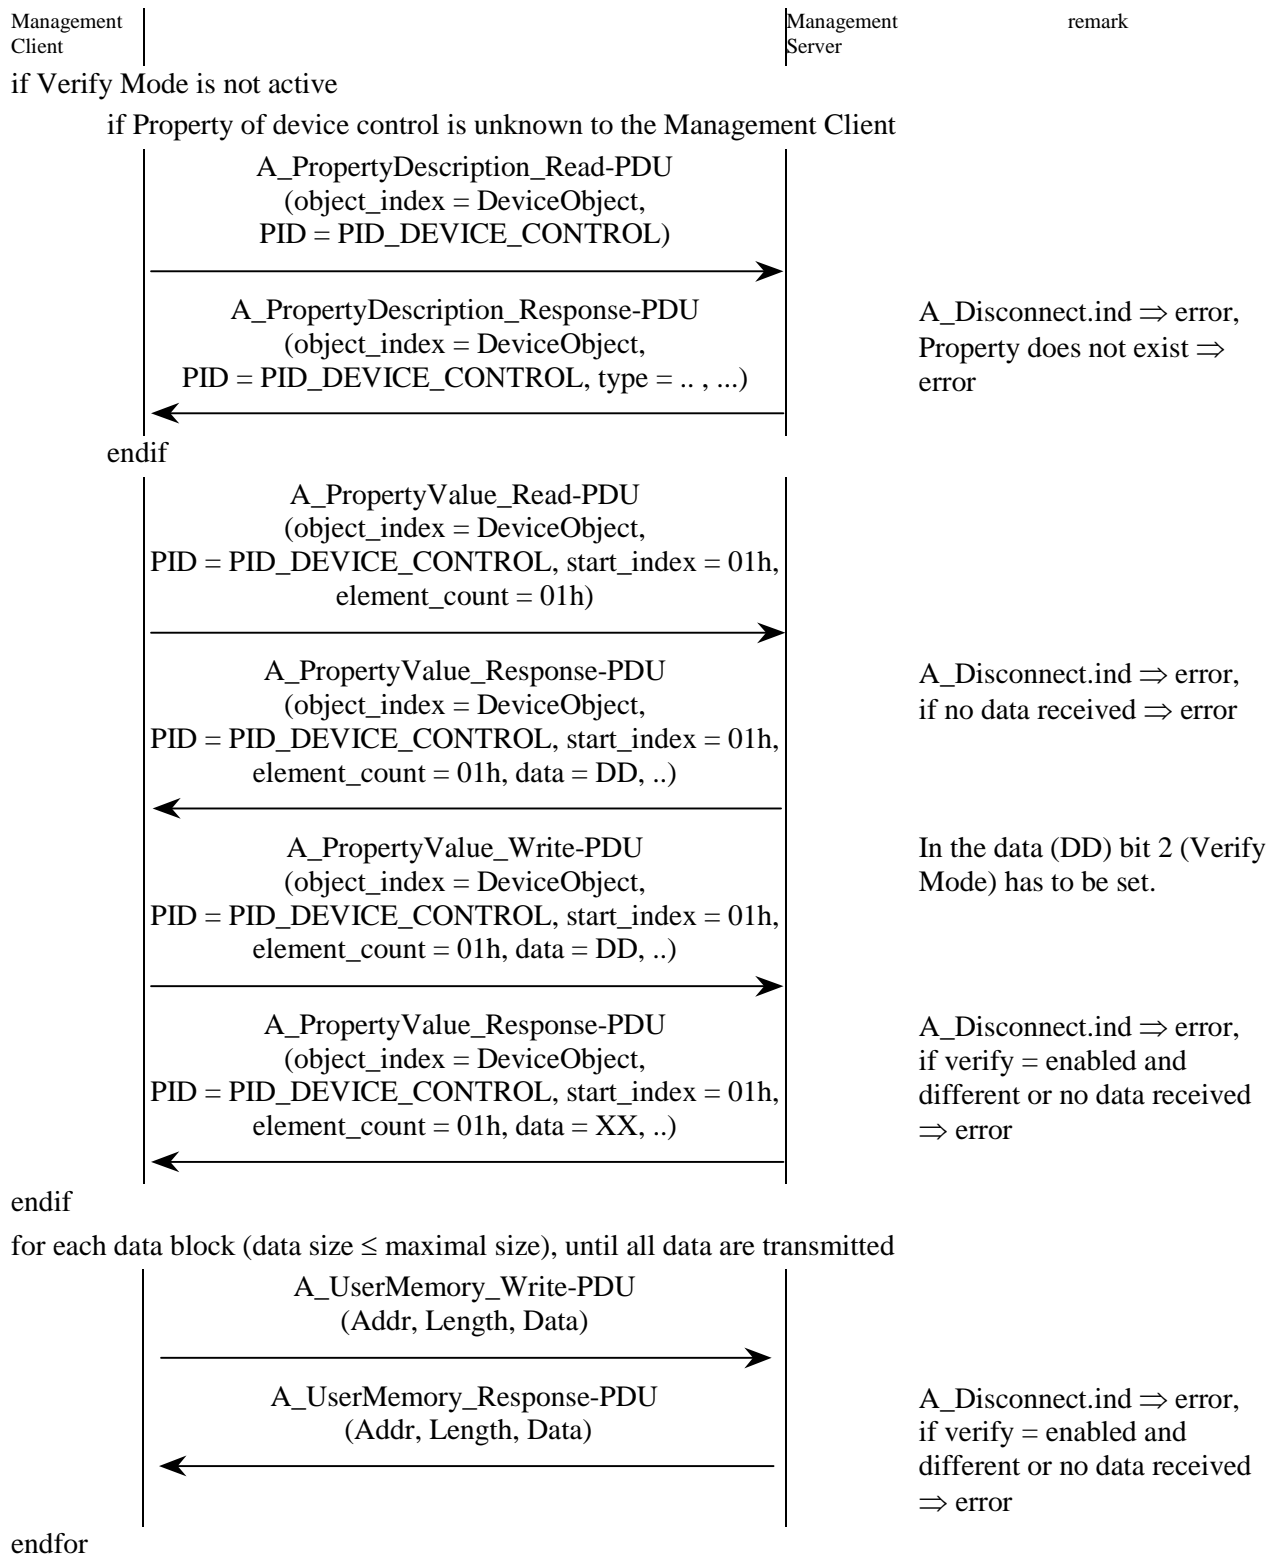 Management
Client
Management
Server
remark
if Verify Mode is not active
if Property of device control is unknown to the Management Client
A_PropertyDescription_Read-PDU
(object_index = DeviceObject,
PID = PID_DEVICE_CONTROL)
A_PropertyDescription_Response-PDU
(object_index = DeviceObject,
PID = PID_DEVICE_CONTROL, type = .. , ...)
A_Disconnect.ind ⇒ error,
Property does not exist ⇒
error
endif
A_PropertyValue_Read-PDU
(object_index = DeviceObject,
PID = PID_DEVICE_CONTROL, start_index = 01h,
element_count = 01h)
A_PropertyValue_Response-PDU
(object_index = DeviceObject,
PID = PID_DEVICE_CONTROL, start_index = 01h,
element_count = 01h, data = DD, ..)
A_Disconnect.ind ⇒ error,
if no data received ⇒ error
A_PropertyValue_Write-PDU
(object_index = DeviceObject,
PID = PID_DEVICE_CONTROL, start_index = 01h,
element_count = 01h, data = DD, ..)
In the data (DD) bit 2 (Verify
Mode) has to be set.
A_PropertyValue_Response-PDU
(object_index = DeviceObject,
PID = PID_DEVICE_CONTROL, start_index = 01h,
element_count = 01h, data = XX, ..)
A_Disconnect.ind ⇒ error,
if verify = enabled and
different or no data received
⇒ error
endif
for each data block (data size ≤ maximal size), until all data are transmitted
A_UserMemory_Write-PDU
(Addr, Length, Data)
A_UserMemory_Response-PDU
(Addr, Length, Data)
A_Disconnect.ind ⇒ error,
if verify = enabled and
different or no data received
⇒ error
endfor